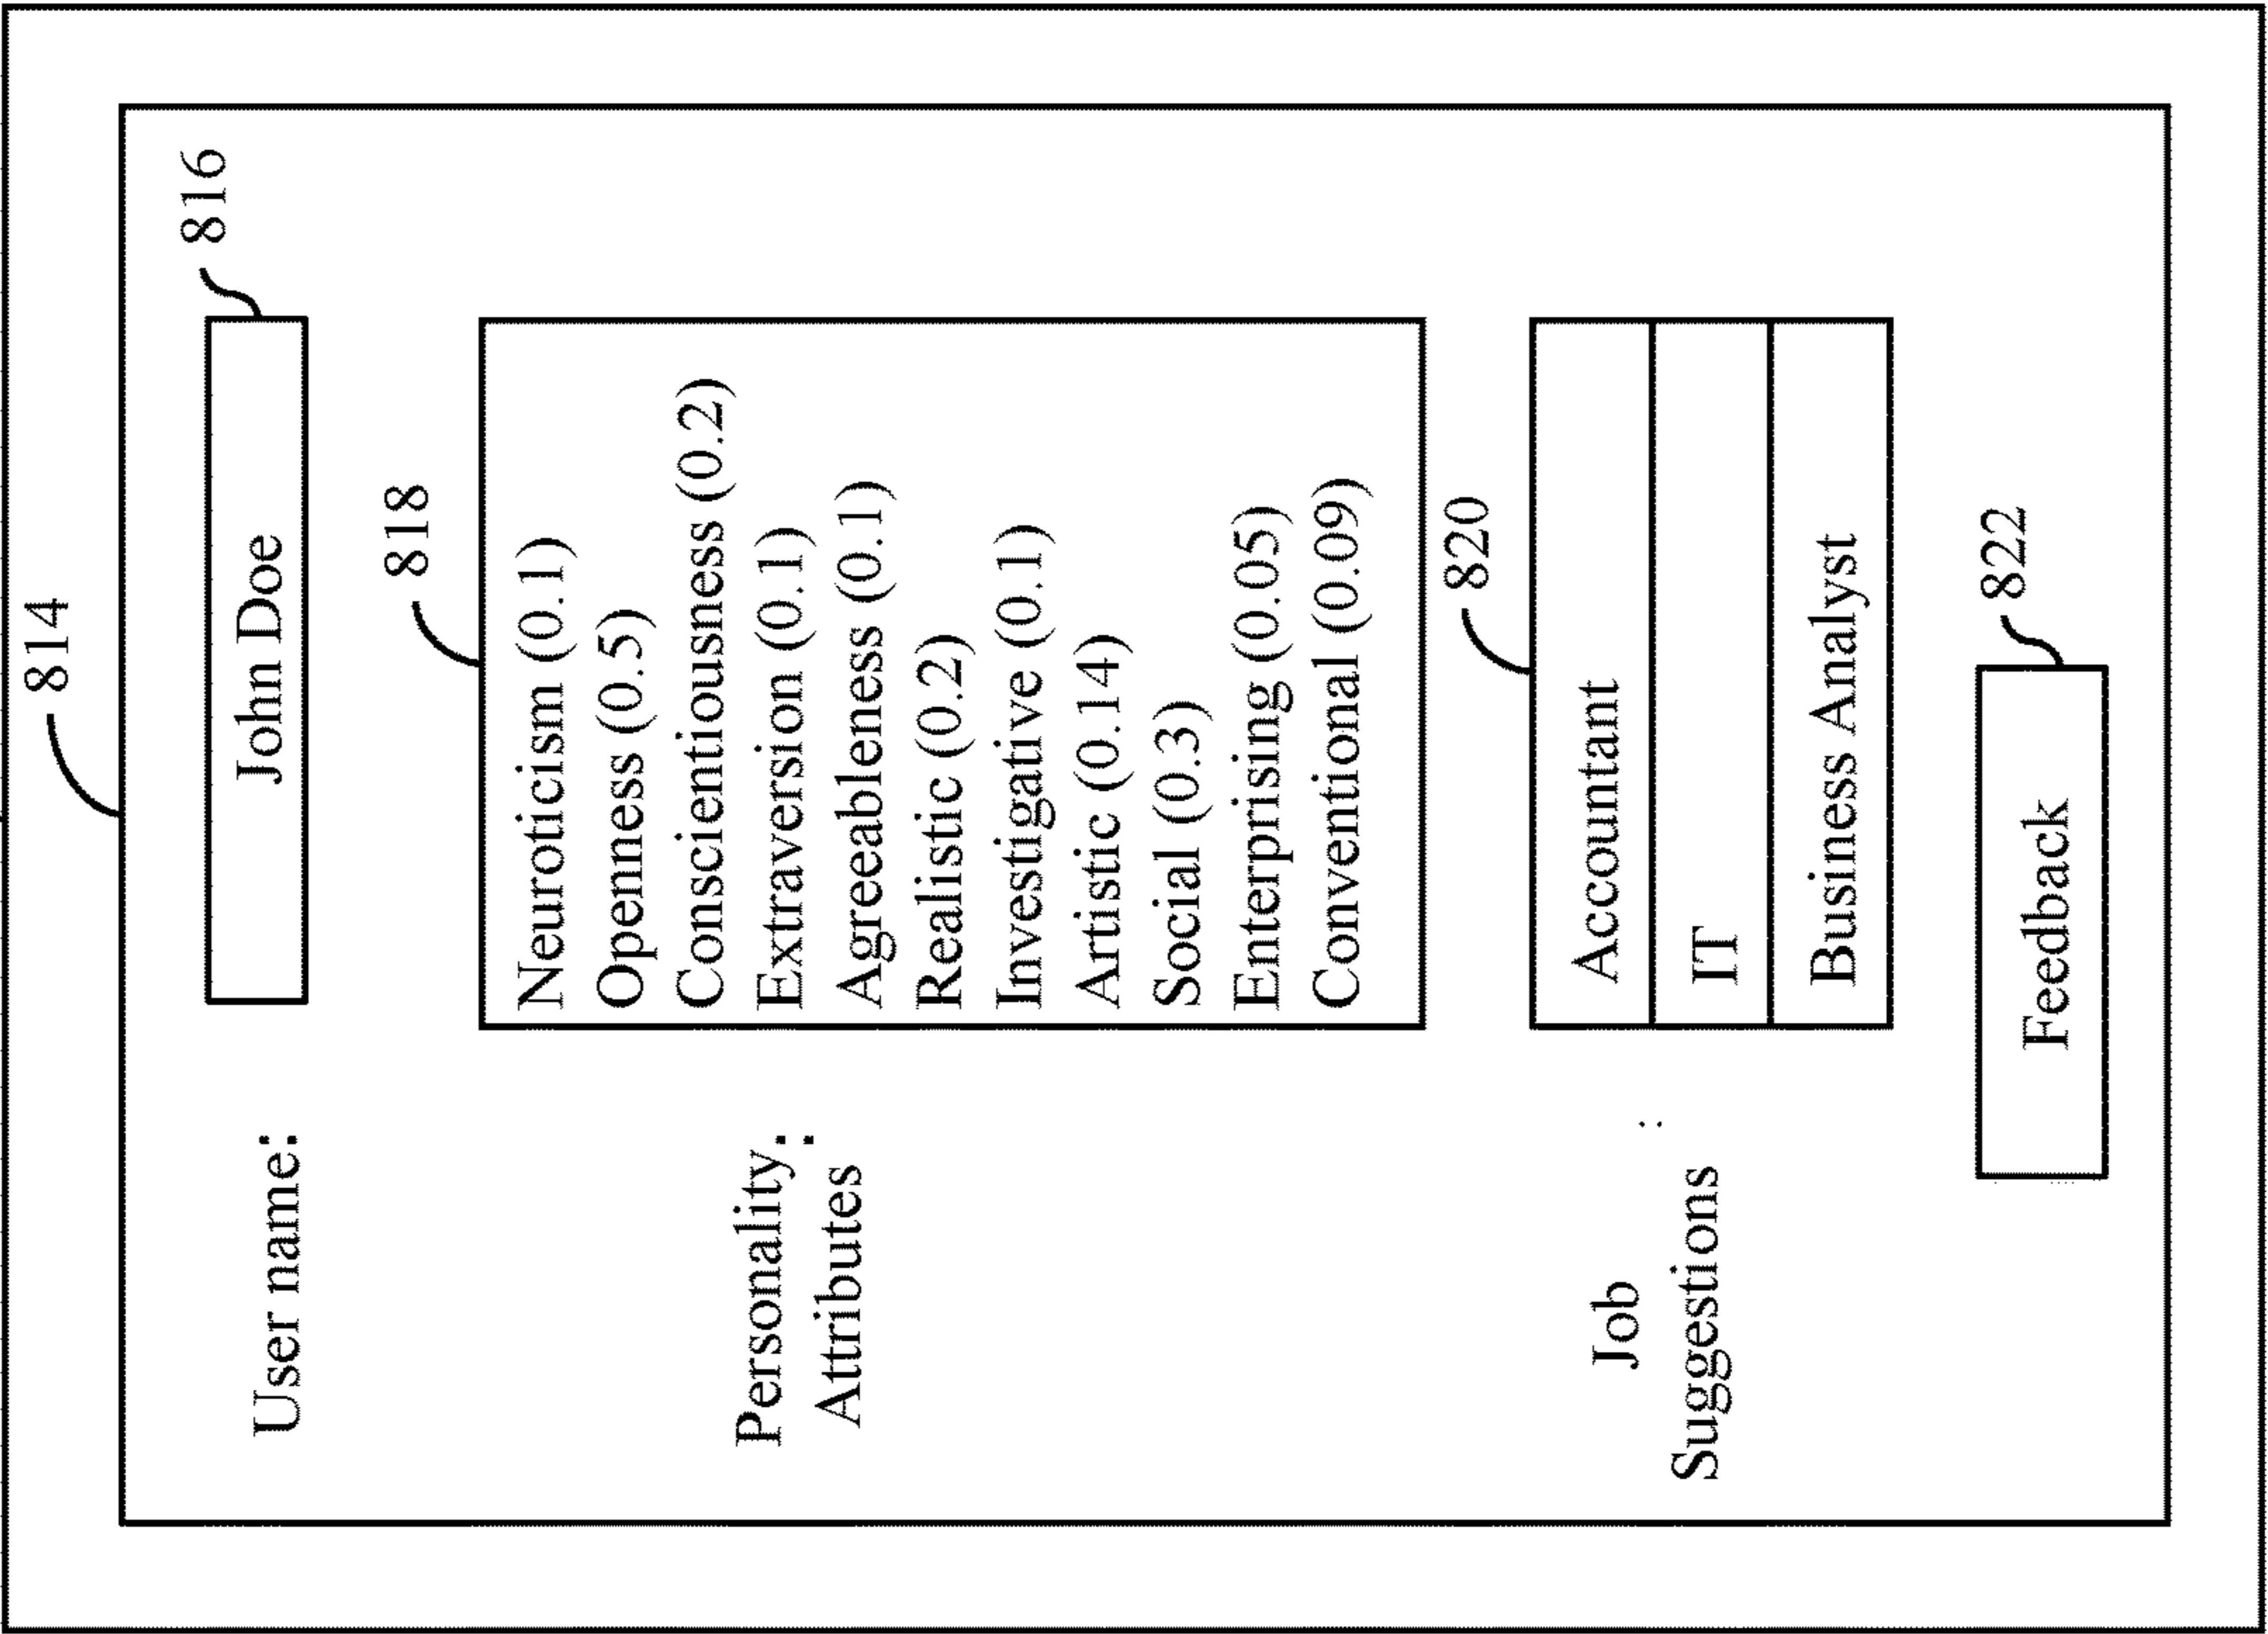 814
User name:
John Doe
816
818
Personality :
Attributes
Neuroticism (0.1)
Openness (0.5)
Conscientiousness (0.2)
Extraversion (0.1)
Agreeableness (0.1)
Realistic (0.2)
Investigative (0.1)
Artistic (0.14)
Social (0.3)
Enterprising (0.05)
Conventional (0.09)
820
Job :
Suggestions
Accountant
IT
Business Analyst
Feedback
822